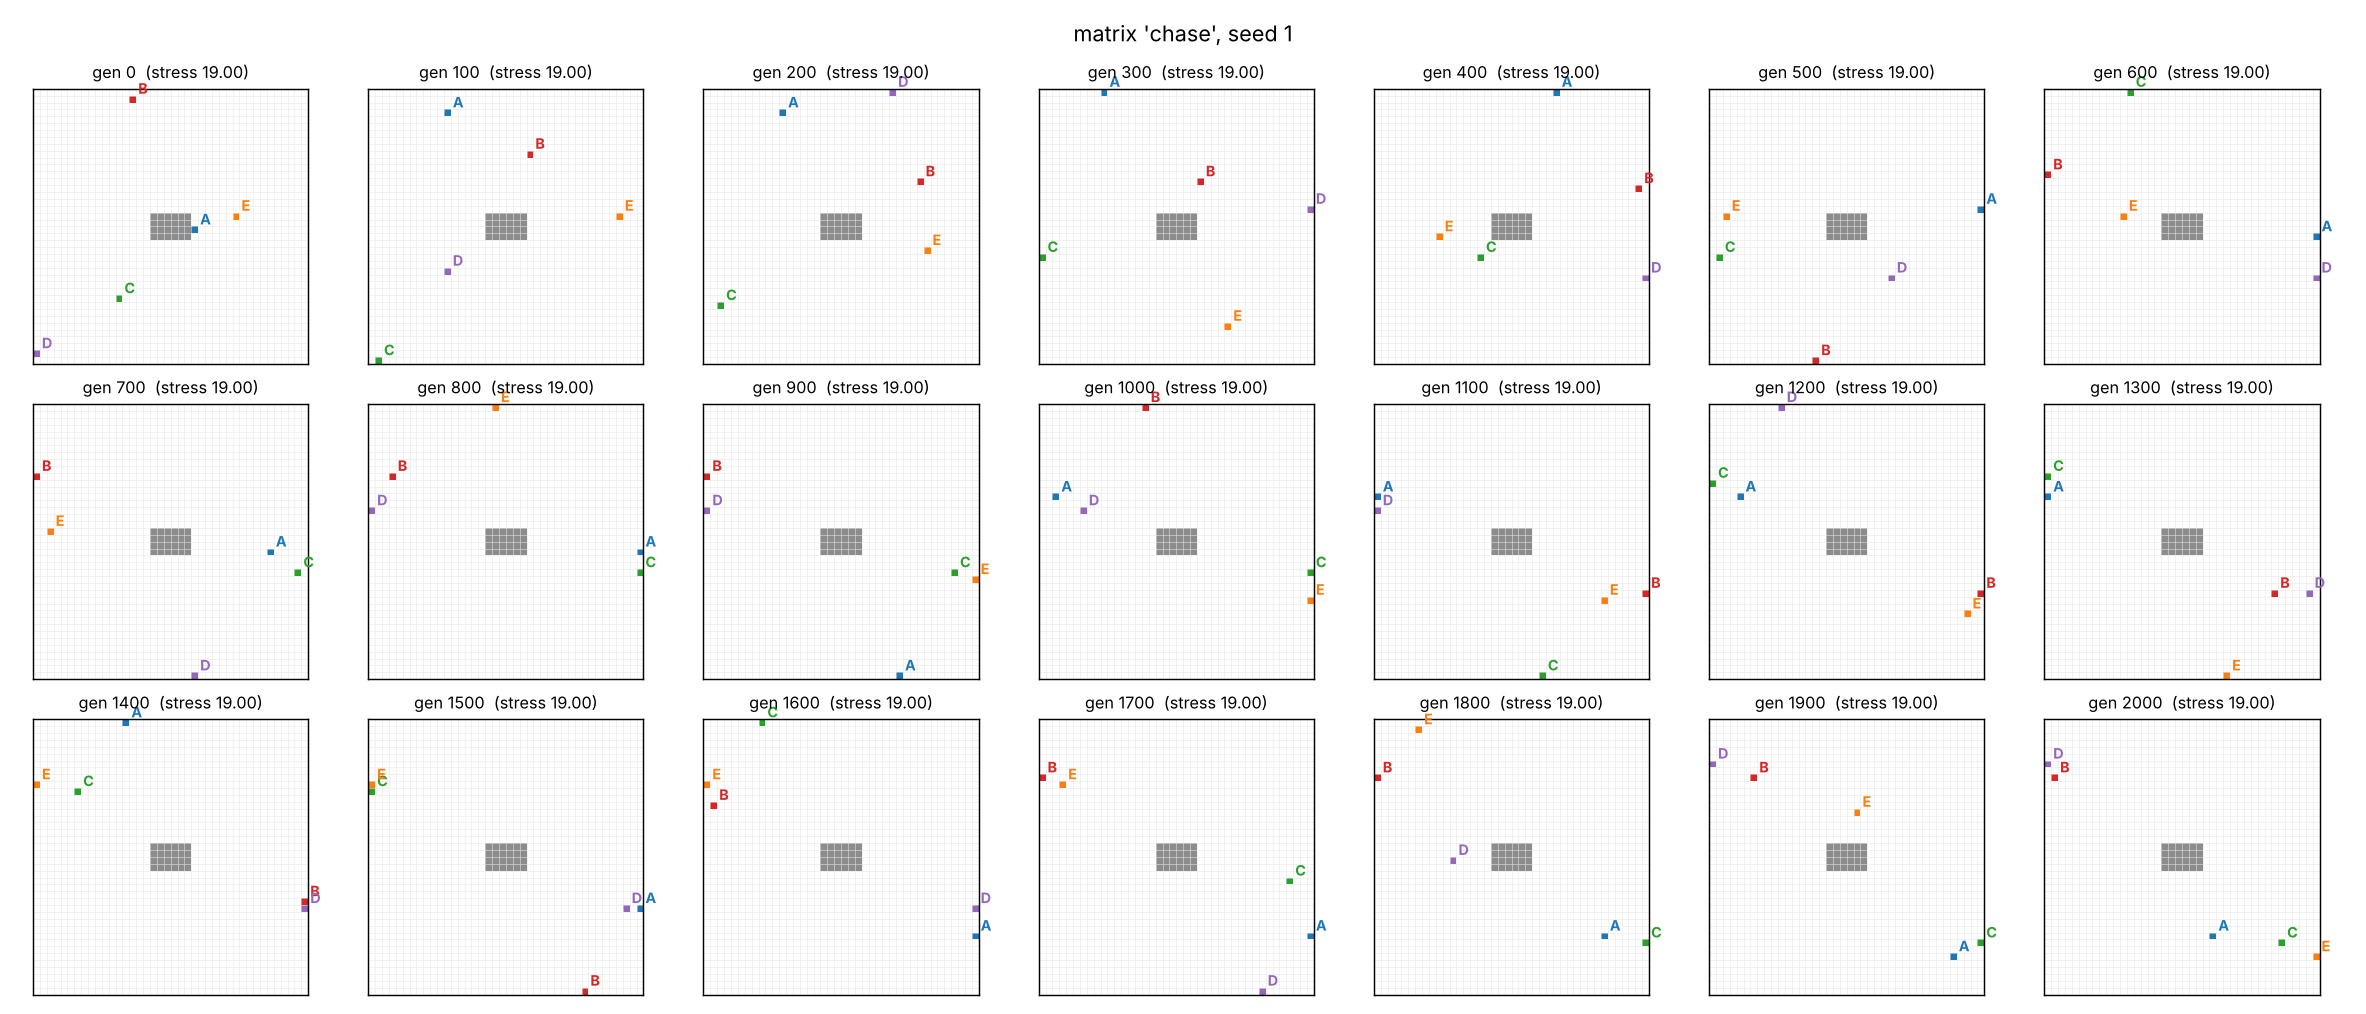 matrix 'chase', seed 1
gen 0 (stress 19.00)
gen 100 (stress 19.00)
gen 200 (stress 19.00)
gen 300 (stress 19.00)
gen 400 (stress 19.00)
gen 500 (stress 19.00)
gen 600 (stress 19.00)
B
E
A
C
D
A
B
E
D
C
D
A
B
E
C
A
B
D
C
E
A
B
E
C
D
A
E
C
D
B
C
B
E
A
D
gen 700 (stress 19.00)
gen 800 (stress 19.00)
gen 900 (stress 19.00)
gen 1000 (stress 19.00)
gen 1100 (stress 19.00)
gen 1200 (stress 19.00)
gen 1300 (stress 19.00)
B
E
A
C
D
E
B
D
A
C
B
D
C
E
A
B
A
D
C
E
A
D
B
E
C
D
C
A
B
E
C
A
B
D
E
gen 1400 (stress 19.00)
gen 1500 (stress 19.00)
gen 1600 (stress 19.00)
gen 1700 (stress 19.00)
gen 1800 (stress 19.00)
gen 1900 (stress 19.00)
gen 2000 (stress 19.00)
A
E
C
B
D
E
C
D
A
B
C
E
B
D
A
B
E
C
A
D
E
B
D
A
C
D
B
E
C
A
D
B
A
C
E